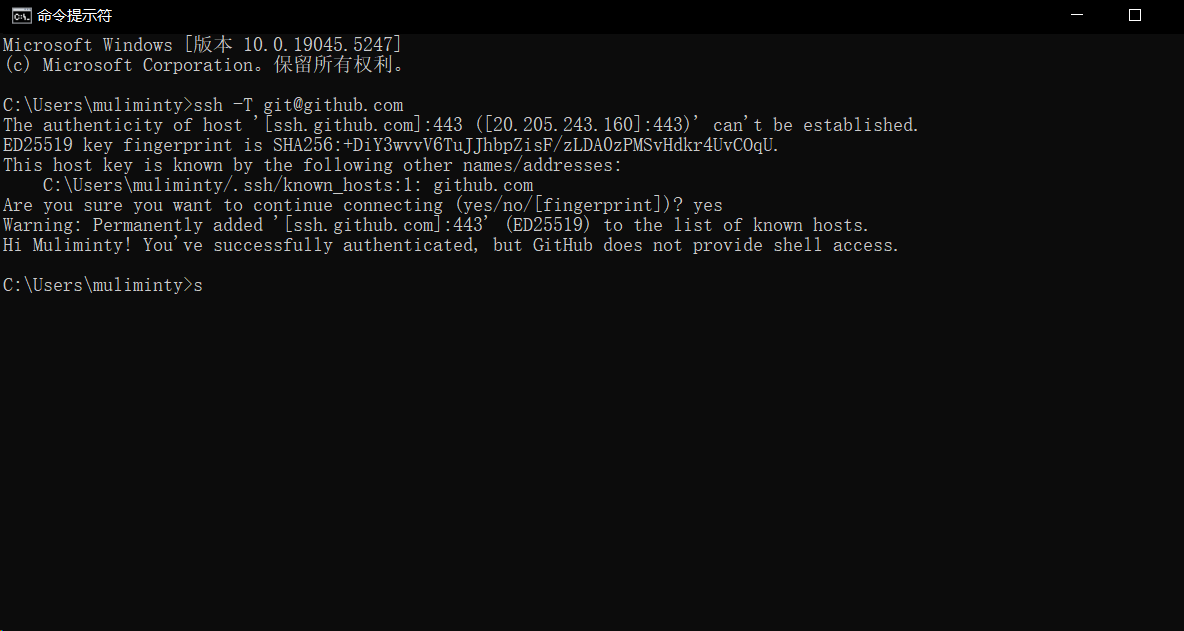 命令提示符
Microsoft Windows [版本 10.0.19045.5247]
(c) Microsoft Corporation。保留所有权利。
C:\Users\muliminty>ssh -T git@github.com
The authenticity of host '[ssh.github.com]:443 ([20.205.243.160]:443)' can't be established.
ED25519 key fingerprint is SHA256:+DiY3wvvV6TuJJhbpZisF/zLDA0zPMSvHdkr4UvCOqU.
This host key is known by the following other names/addresses:
    C:\Users\muliminty/.ssh/known_hosts:1: github.com
Are you sure you want to continue connecting (yes/no/[fingerprint])? yes
Warning: Permanently added '[ssh.github.com]:443' (ED25519) to the list of known hosts.
Hi Muliminty! You've successfully authenticated, but GitHub does not provide shell access.
C:\Users\muliminty>s